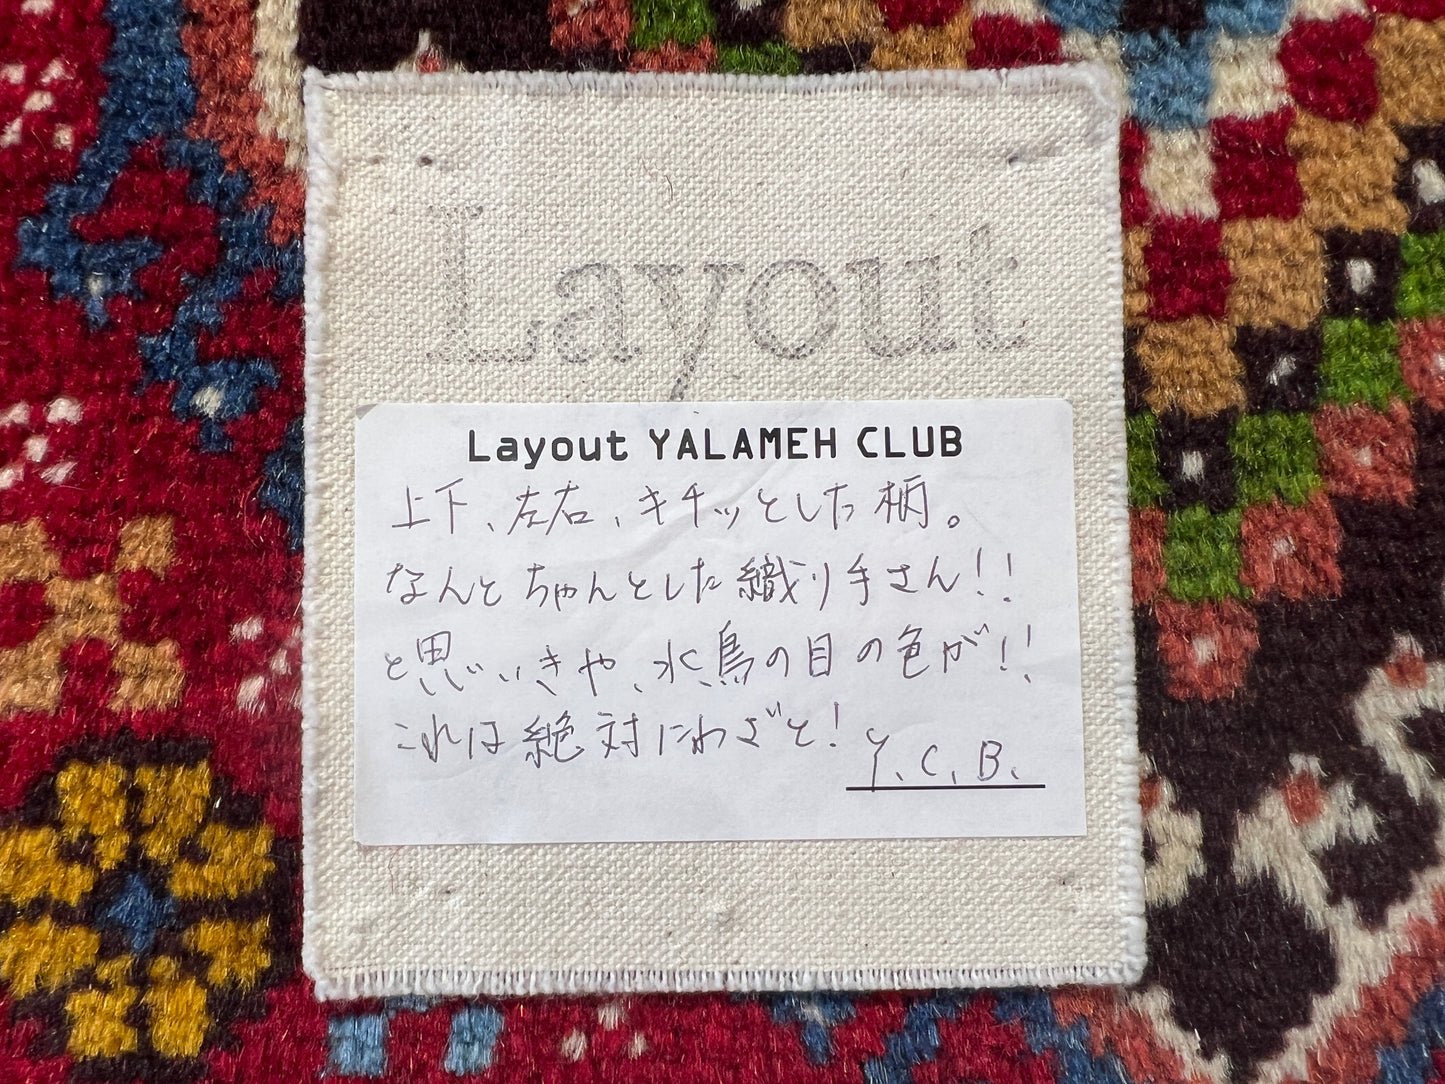 Layout
Layout YALAMEH CLUB
上下、左右、キチッとした柄。
なんとちゃんとした織り手さん!!
と思いいきや、水鳥の目の色が!!
これは絶対にわざと!
Y.C.B.